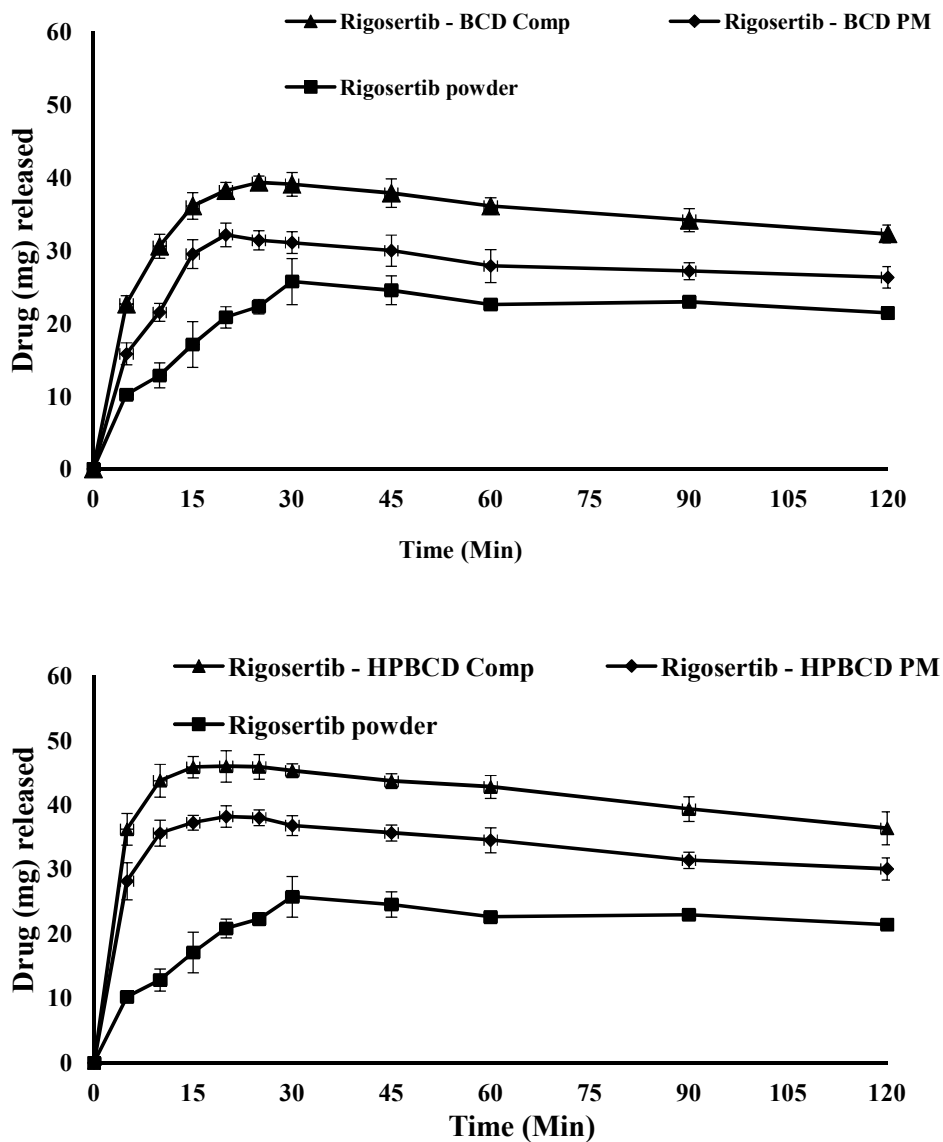 Rigosertib - BCD Comp Rigosertib - BCD PM
Rigosertib powder
60
50
40
30
20
10
0
Drug (mg) released
0 15 30 45 60 75 90 105 120
Time (Min)
Rigosertib - HPBCD Comp Rigosertib - HPBCD PM
Rigosertib powder
60
50
40
30
20
10
0
Drug (mg) released
0 15 30 45 60 75 90 105 120
Time (Min)